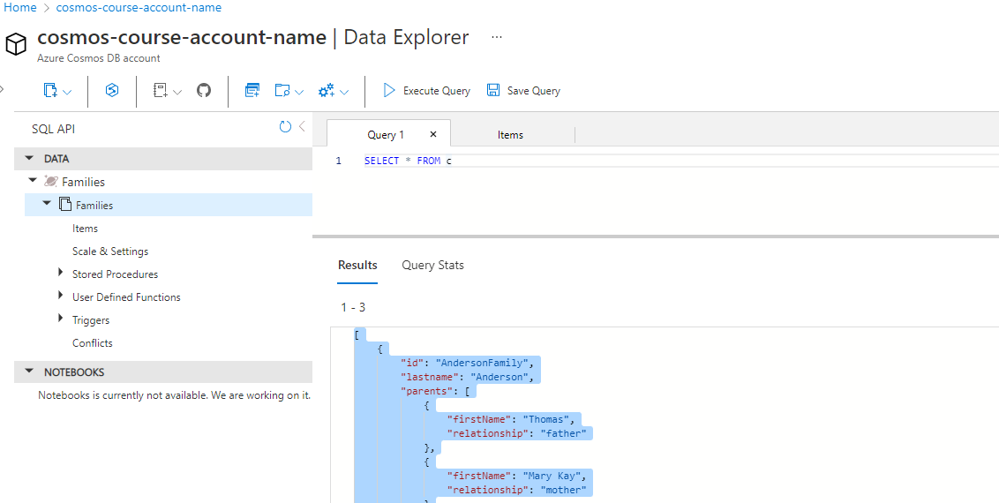 Home > cosmos-course-account-name
cosmos-course-account-name | Data Explorer ...
Azure Cosmos DB account
Execute Query Save Query
SQL API
DATA
Families
Families
Items
Scale & Settings
Stored Procedures
User Defined Functions
Triggers
Conflicts
NOTEBOOKS
Notebooks is currently not available. We are working on it.
Query 1 × Items
1 SELECT * FROM c
Results Query Stats
1 - 3
[
{
"id": "AndersonFamily",
"lastname": "Anderson",
"parents": [
{
"firstName": "Thomas",
"relationship": "father"
},
{
"firstName": "Mary Kay",
"relationship": "mother"